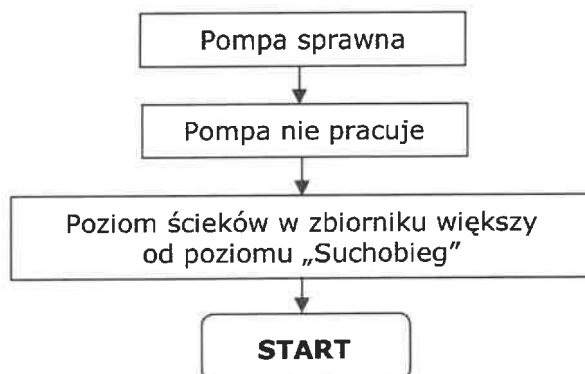 Pompa sprawna
Pompa nie pracuje
Poziom ścieków w zbiorniku większy
od poziomu „Suchobieg”
START